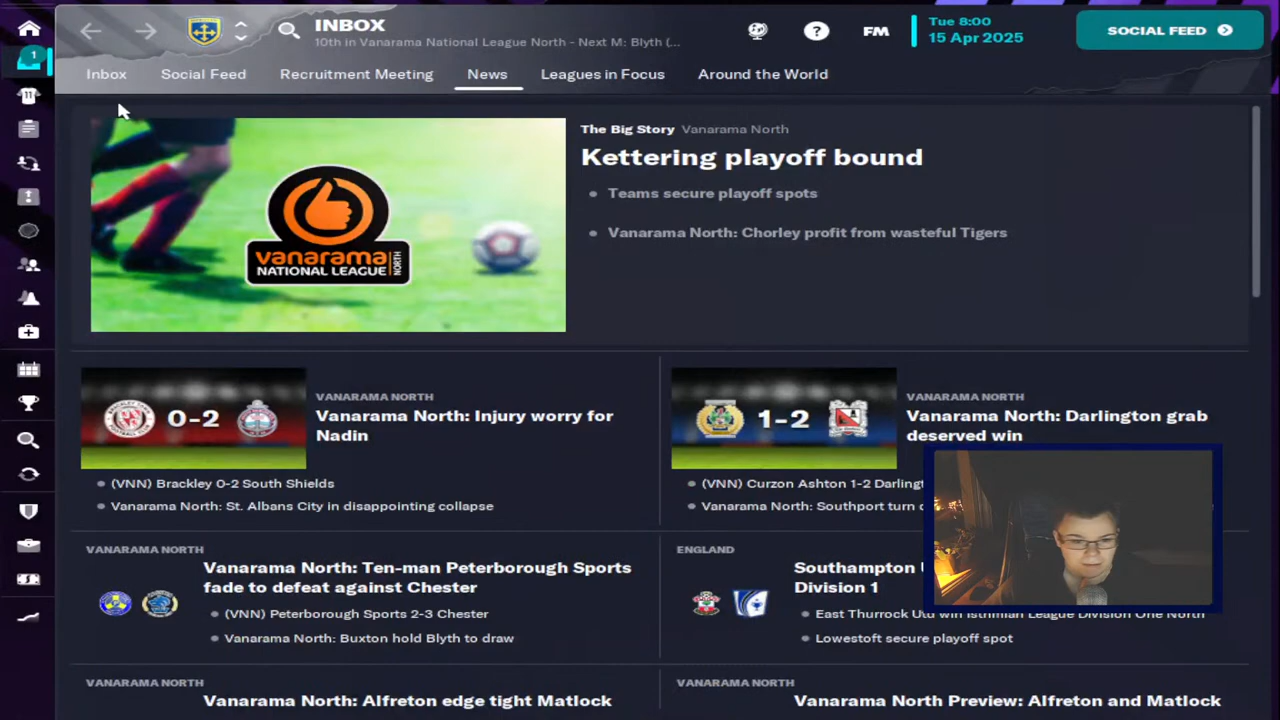 INBOX
10th in Vanarama National League North - Next M: Blyth (...
FM
Tue 8:00
15 Apr 2025
SOCIAL FEED
1
11
Inbox
Social Feed
Recruitment Meeting
News
Leagues in Focus
Around the World
vanarama
NATIONAL LEAGUE
NORTH
The Big Story Vanarama North
Kettering playoff bound
Teams secure playoff spots
Vanarama North: Chorley profit from wasteful Tigers
0-2
VANARAMA NORTH
Vanarama North: Injury worry for
Nadin
(VNN) Brackley 0-2 South Shields
Vanarama North: St. Albans City in disappointing collapse
1-2
VANARAMA NORTH
Vanarama North: Darlington grab
deserved win
(VNN) Curzon Ashton 1-2 Darlingt
Vanarama North: Southport turn
VANARAMA NORTH
Vanarama North: Ten-man Peterborough Sports
fade to defeat against Chester
(VNN) Peterborough Sports 2-3 Chester
Vanarama North: Buxton hold Blyth to draw
ENGLAND
Southampton
Division 1
East Thurrock Utd win Isthmian League Division One North
Lowestoft secure playoff spot
VANARAMA NORTH
Vanarama North: Alfreton edge tight Matlock
VANARAMA NORTH
Vanarama North Preview: Alfreton and Matlock